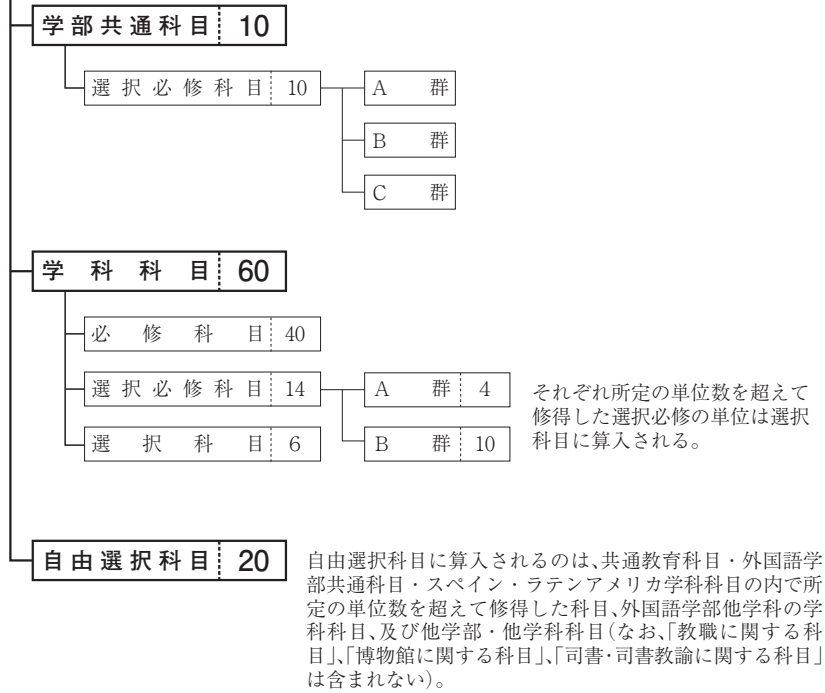 学部共通科目 10
選択必修科目 10
A 群
B 群
C 群
学科科目 60
必修科目 40
選択必修科目 14
A 群 4
それぞれ所定の単位数を超えて
修得した選択必修の単位は選択
科目に算入される。
選択科目 6
B 群 10
自由選択科目 20
自由選択科目に算入されるのは、共通教育科目・外国語学
部共通科目・スペイン・ラテンアメリカ学科科目の内で所
定の単位数を超えて修得した科目、外国語学部他学科の学
科科目、及び他学部・他学科科目(なお、「教職に関する科
目」、「博物館に関する科目」、「司書・司書教諭に関する科目」
は含まれない)。